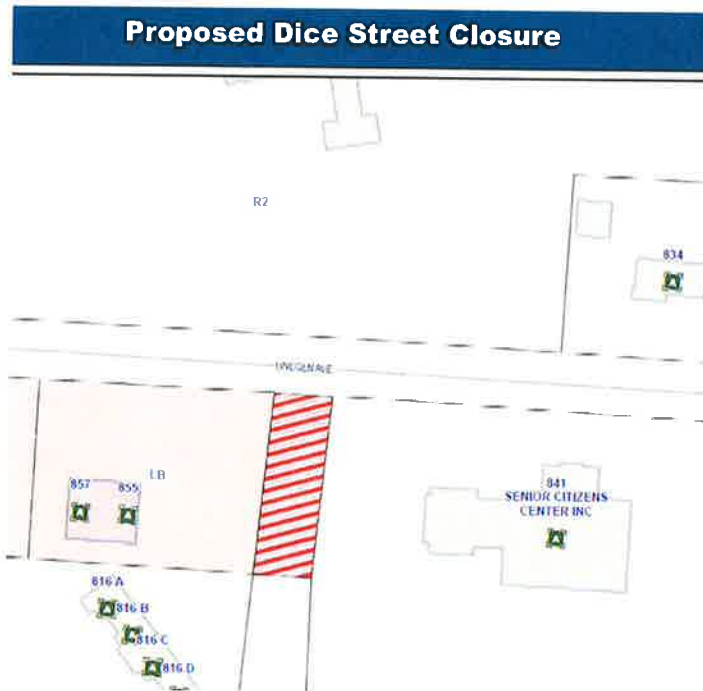 Proposed Dice Street Closure
R2
834
857
855
LB
841
SENIOR CITIZENS
CENTER INC
816 A
816 B
816 C
816 D